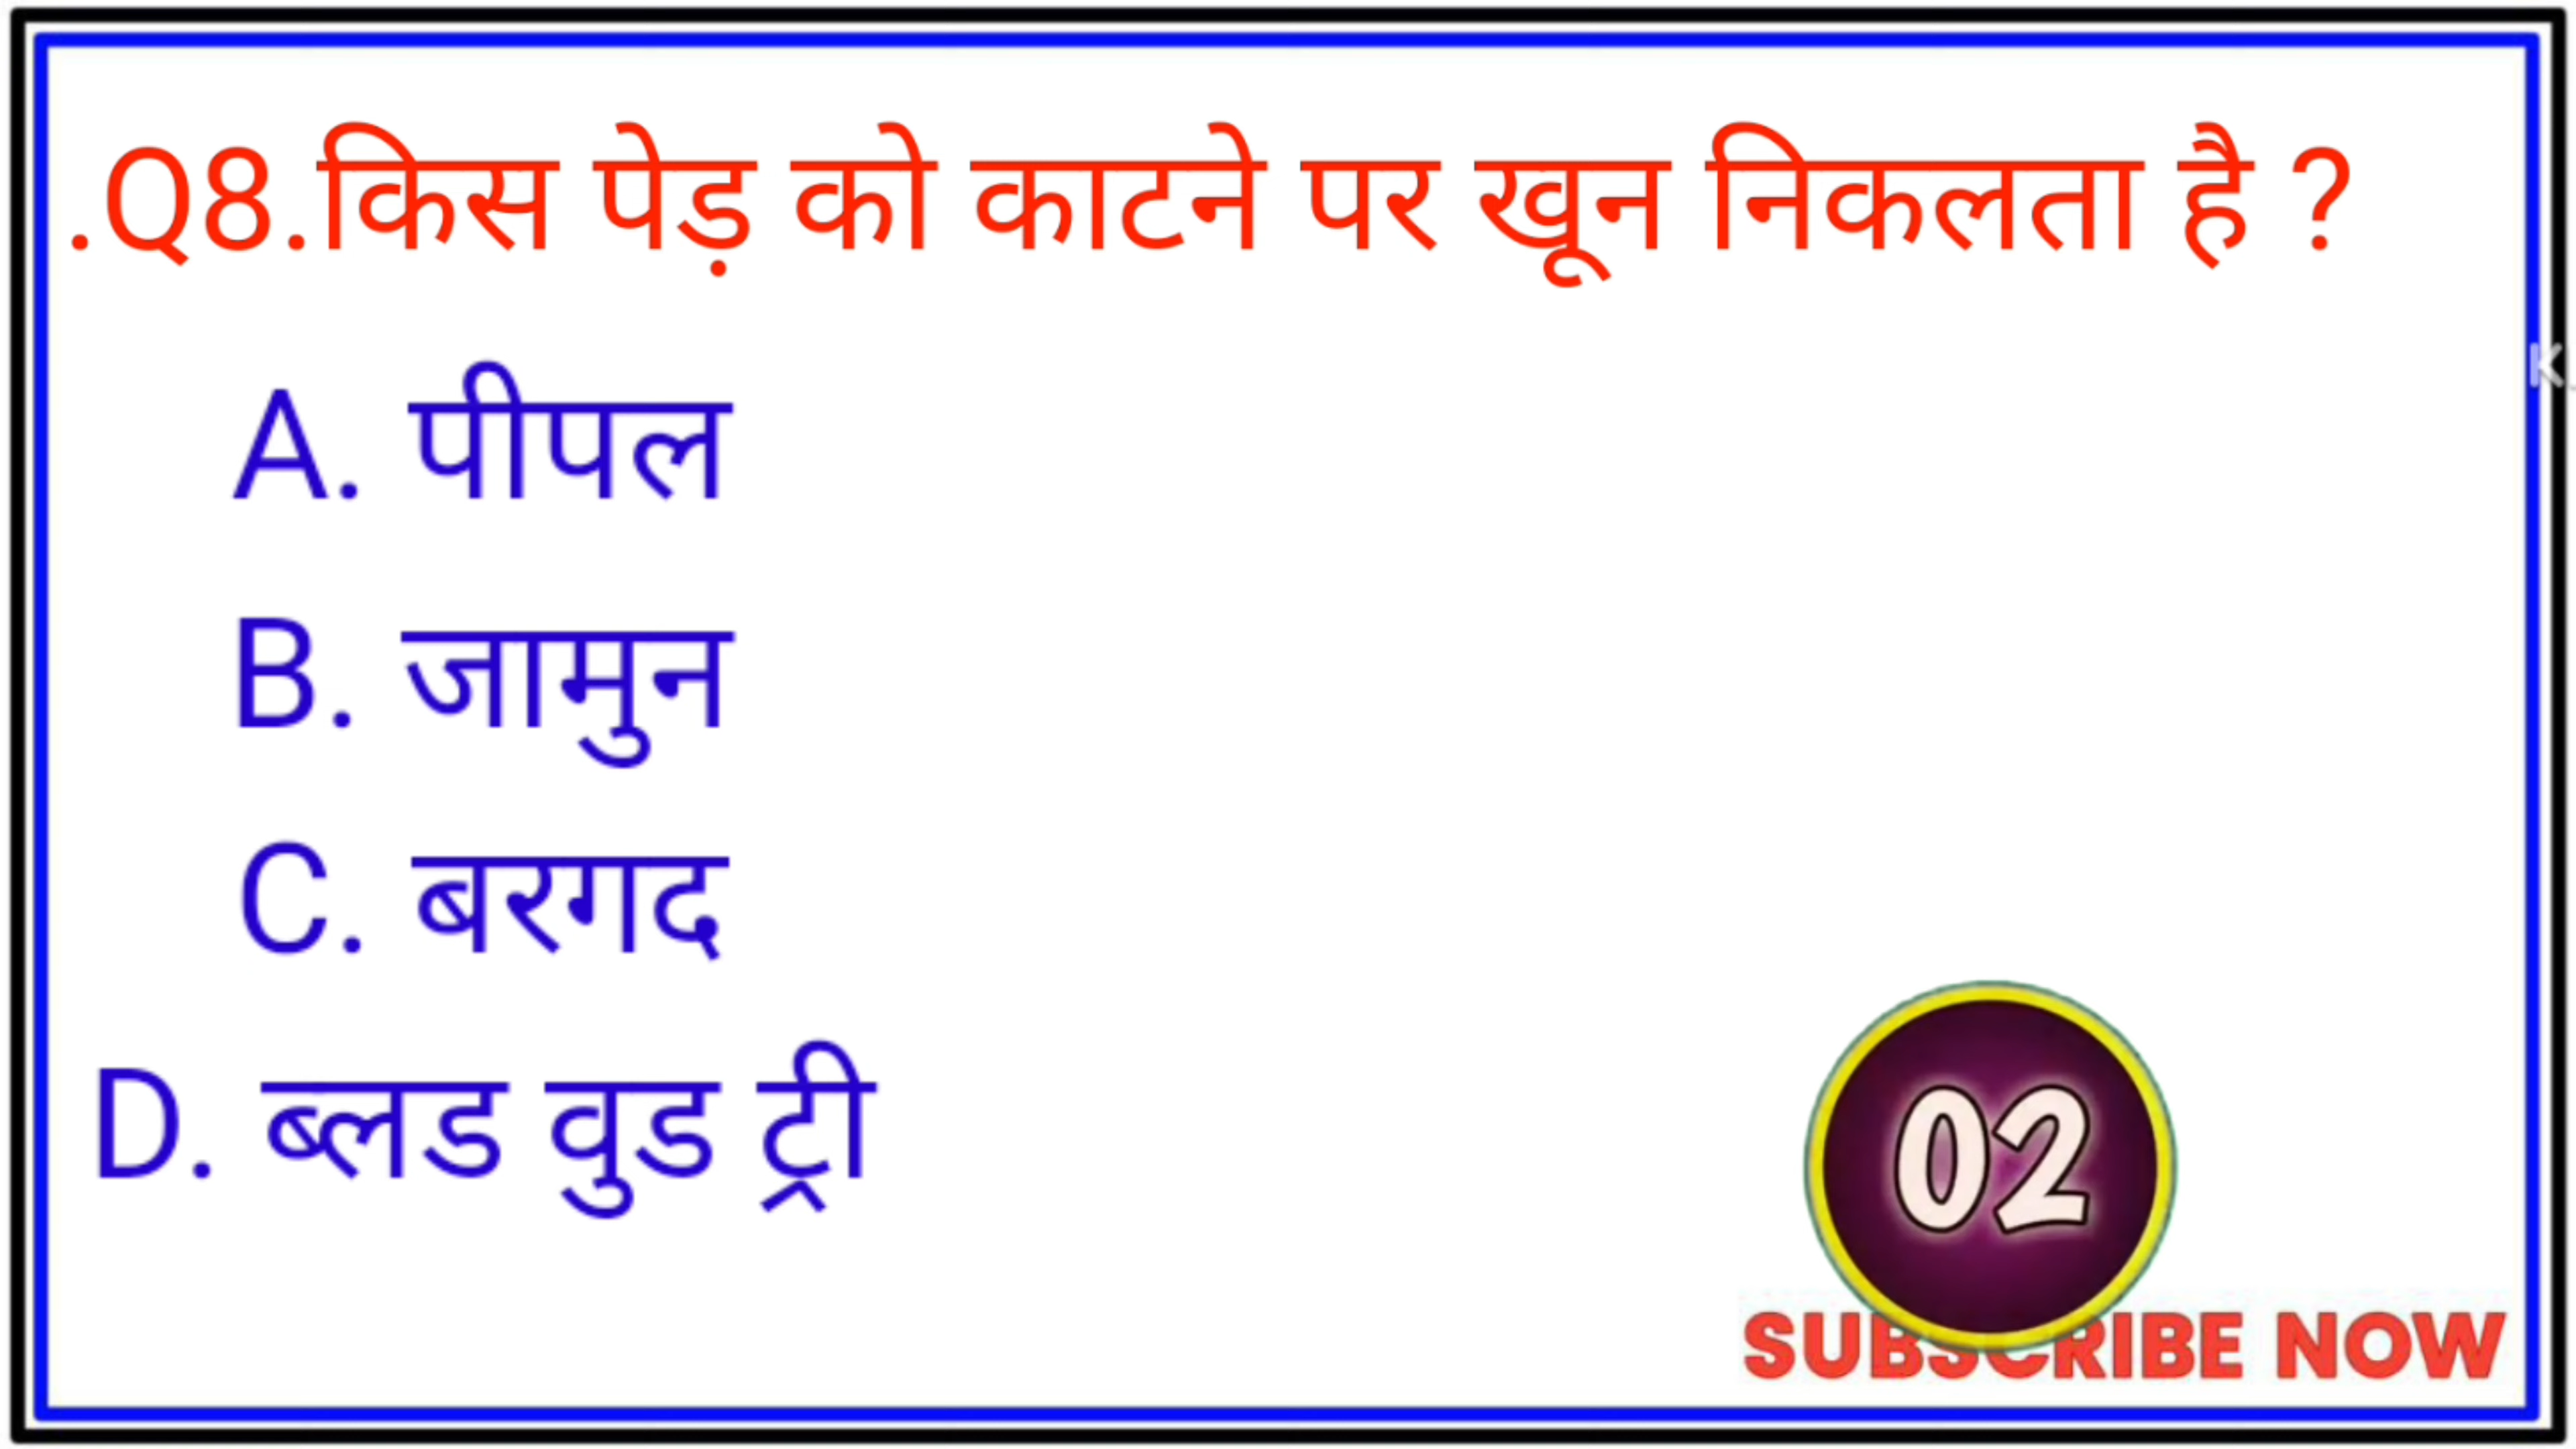 .Q8.किस पेड़ को काटने पर खून निकलता है ?
A. पीपल
B. जामुन
C. बरगद
D. ब्लड वुड ट्री
02
SUBSCRIBE NOW